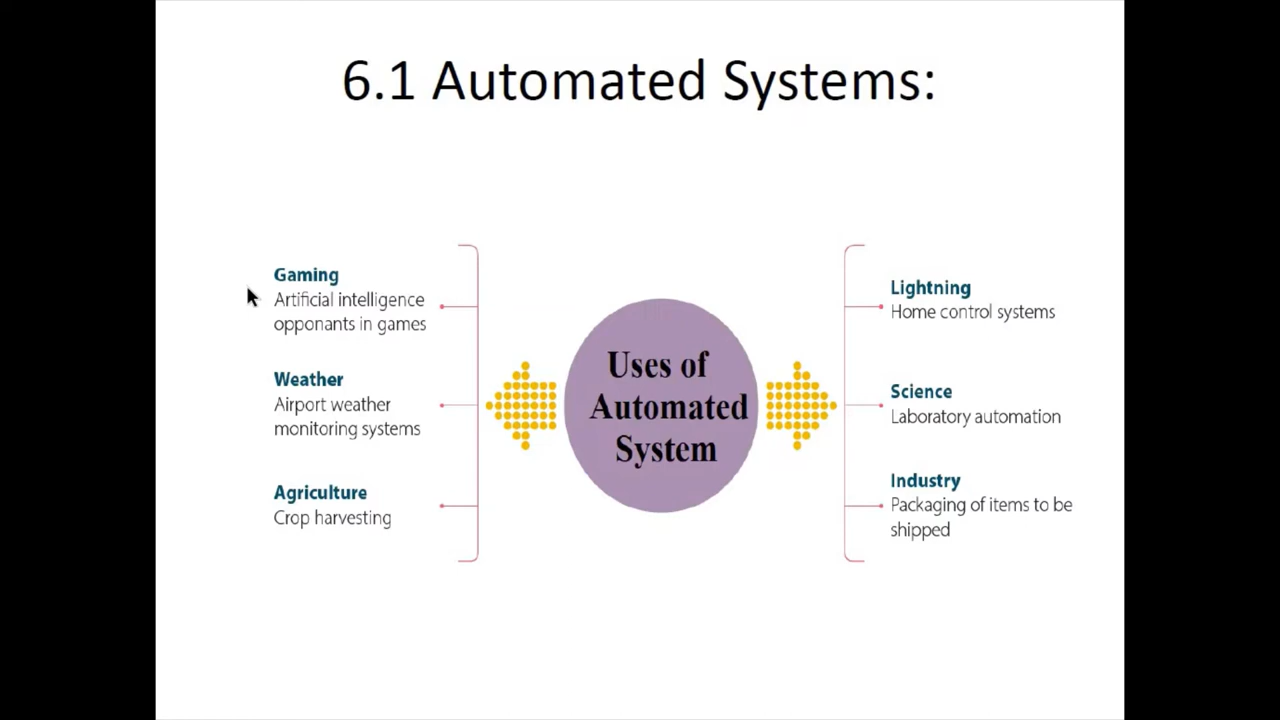 6.1 Automated Systems:
Gaming
Artificial intelligence
opponants in games
Weather
Airport weather
monitoring systems
Agriculture
Crop harvesting
Uses of
Automated
System
Lightning
Home control systems
Science
Laboratory automation
Industry
Packaging of items to be
shipped